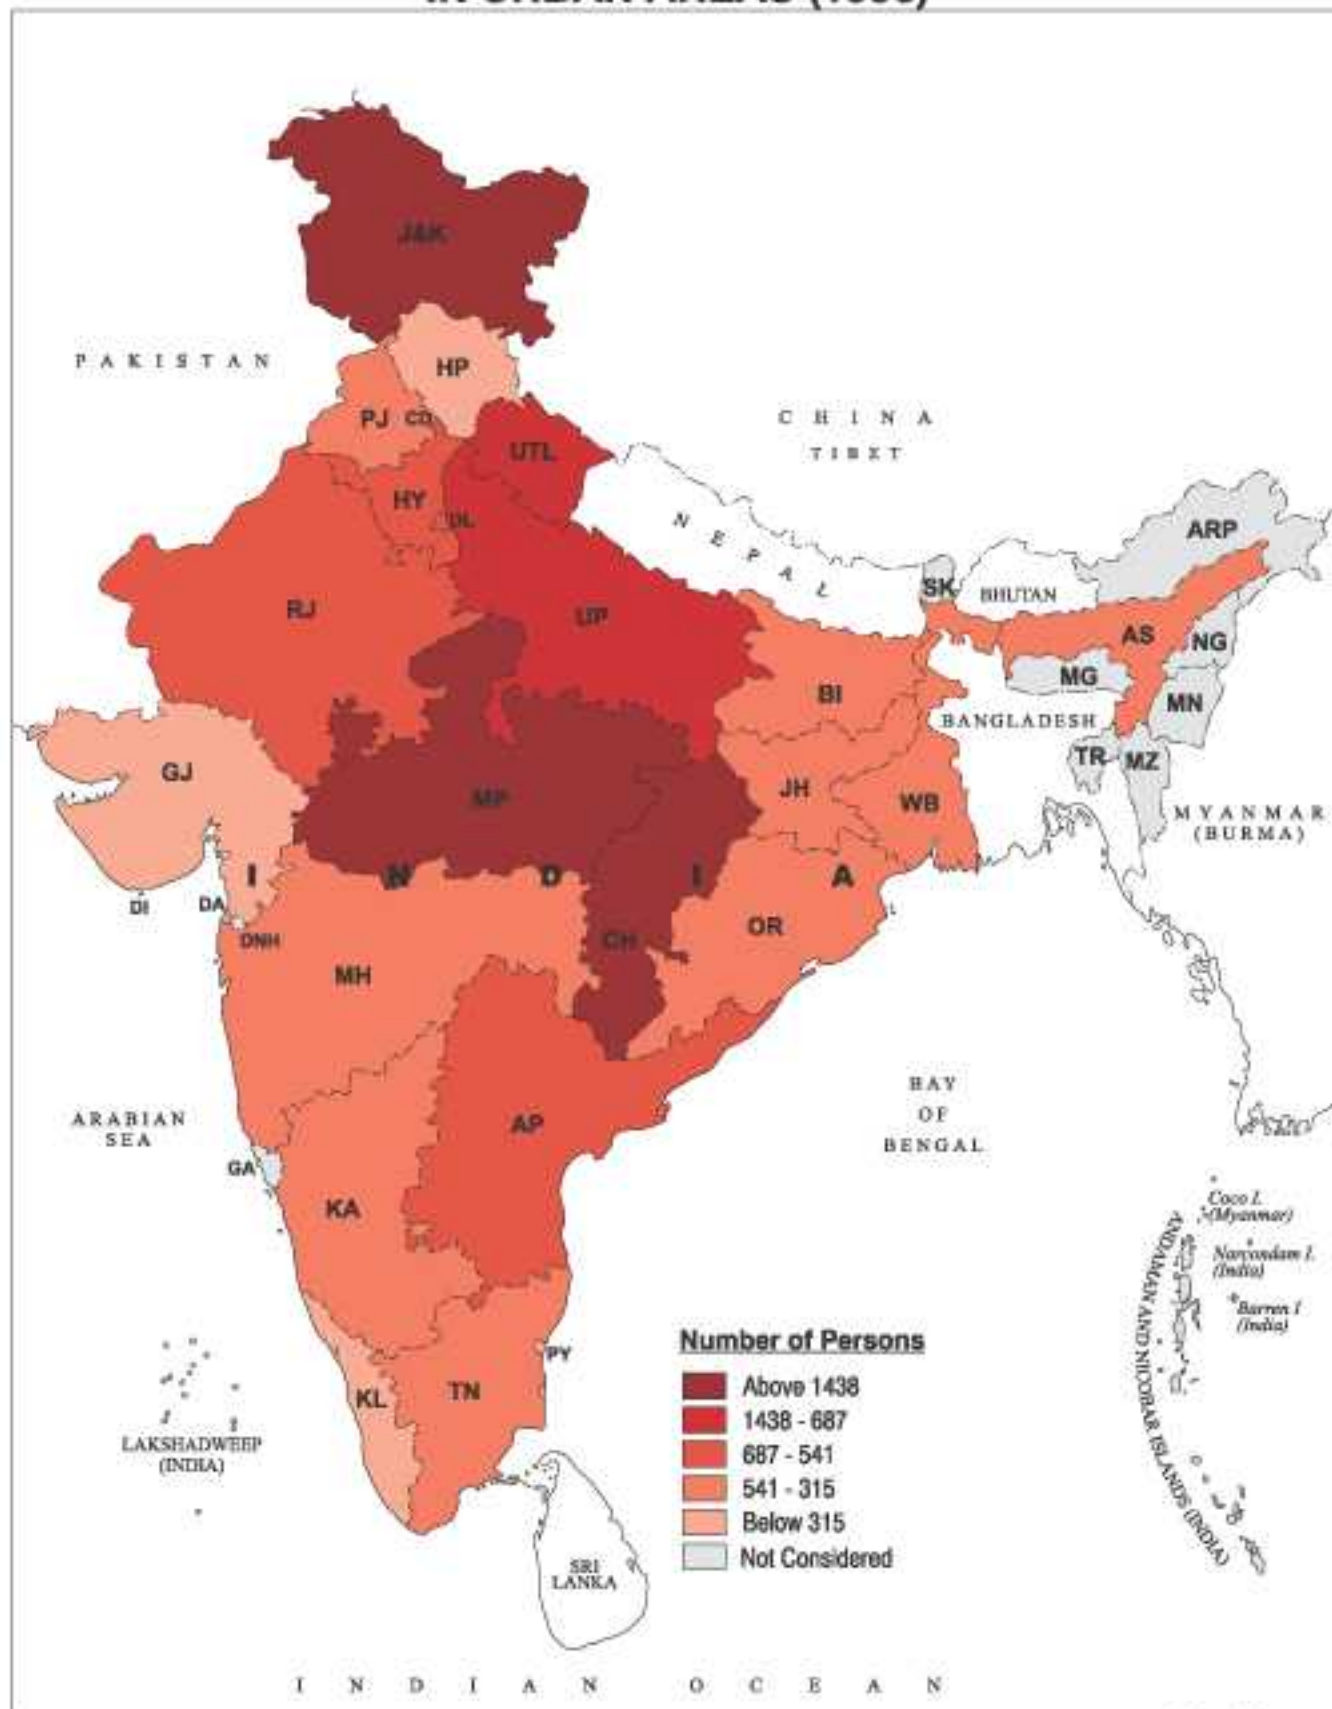 IN URBAN AREAS
J&K
PAKISTAN
HP
CHINA
TIBET
PJ
UTL
HY
DL
NEPAL
ARP
SK
BHUTAN
RJ
UP
AS
NG
MG
BI
MN
BANGLADESH
TR
MZ
GJ
MP
JH
WB
MYANMAR
(BURMA)
INDIA
DI
DA
DNH
CH
OR
MH
ARABIAN
SEA
AP
BAY
OF
BENGAL
GA
KA
Coco I.
(Myanmar)
Narcondam I.
(India)
Barren I
(India)
ANDAMAN AND NICOBAR ISLANDS (INDIA)
PY
KL
TN
LAKSHADWEEP
(INDIA)
Number of Persons
Above 1438
1438 - 687
687 - 541
541 - 315
Below 315
Not Considered
SRI
LANKA
INDIAN OCEAN